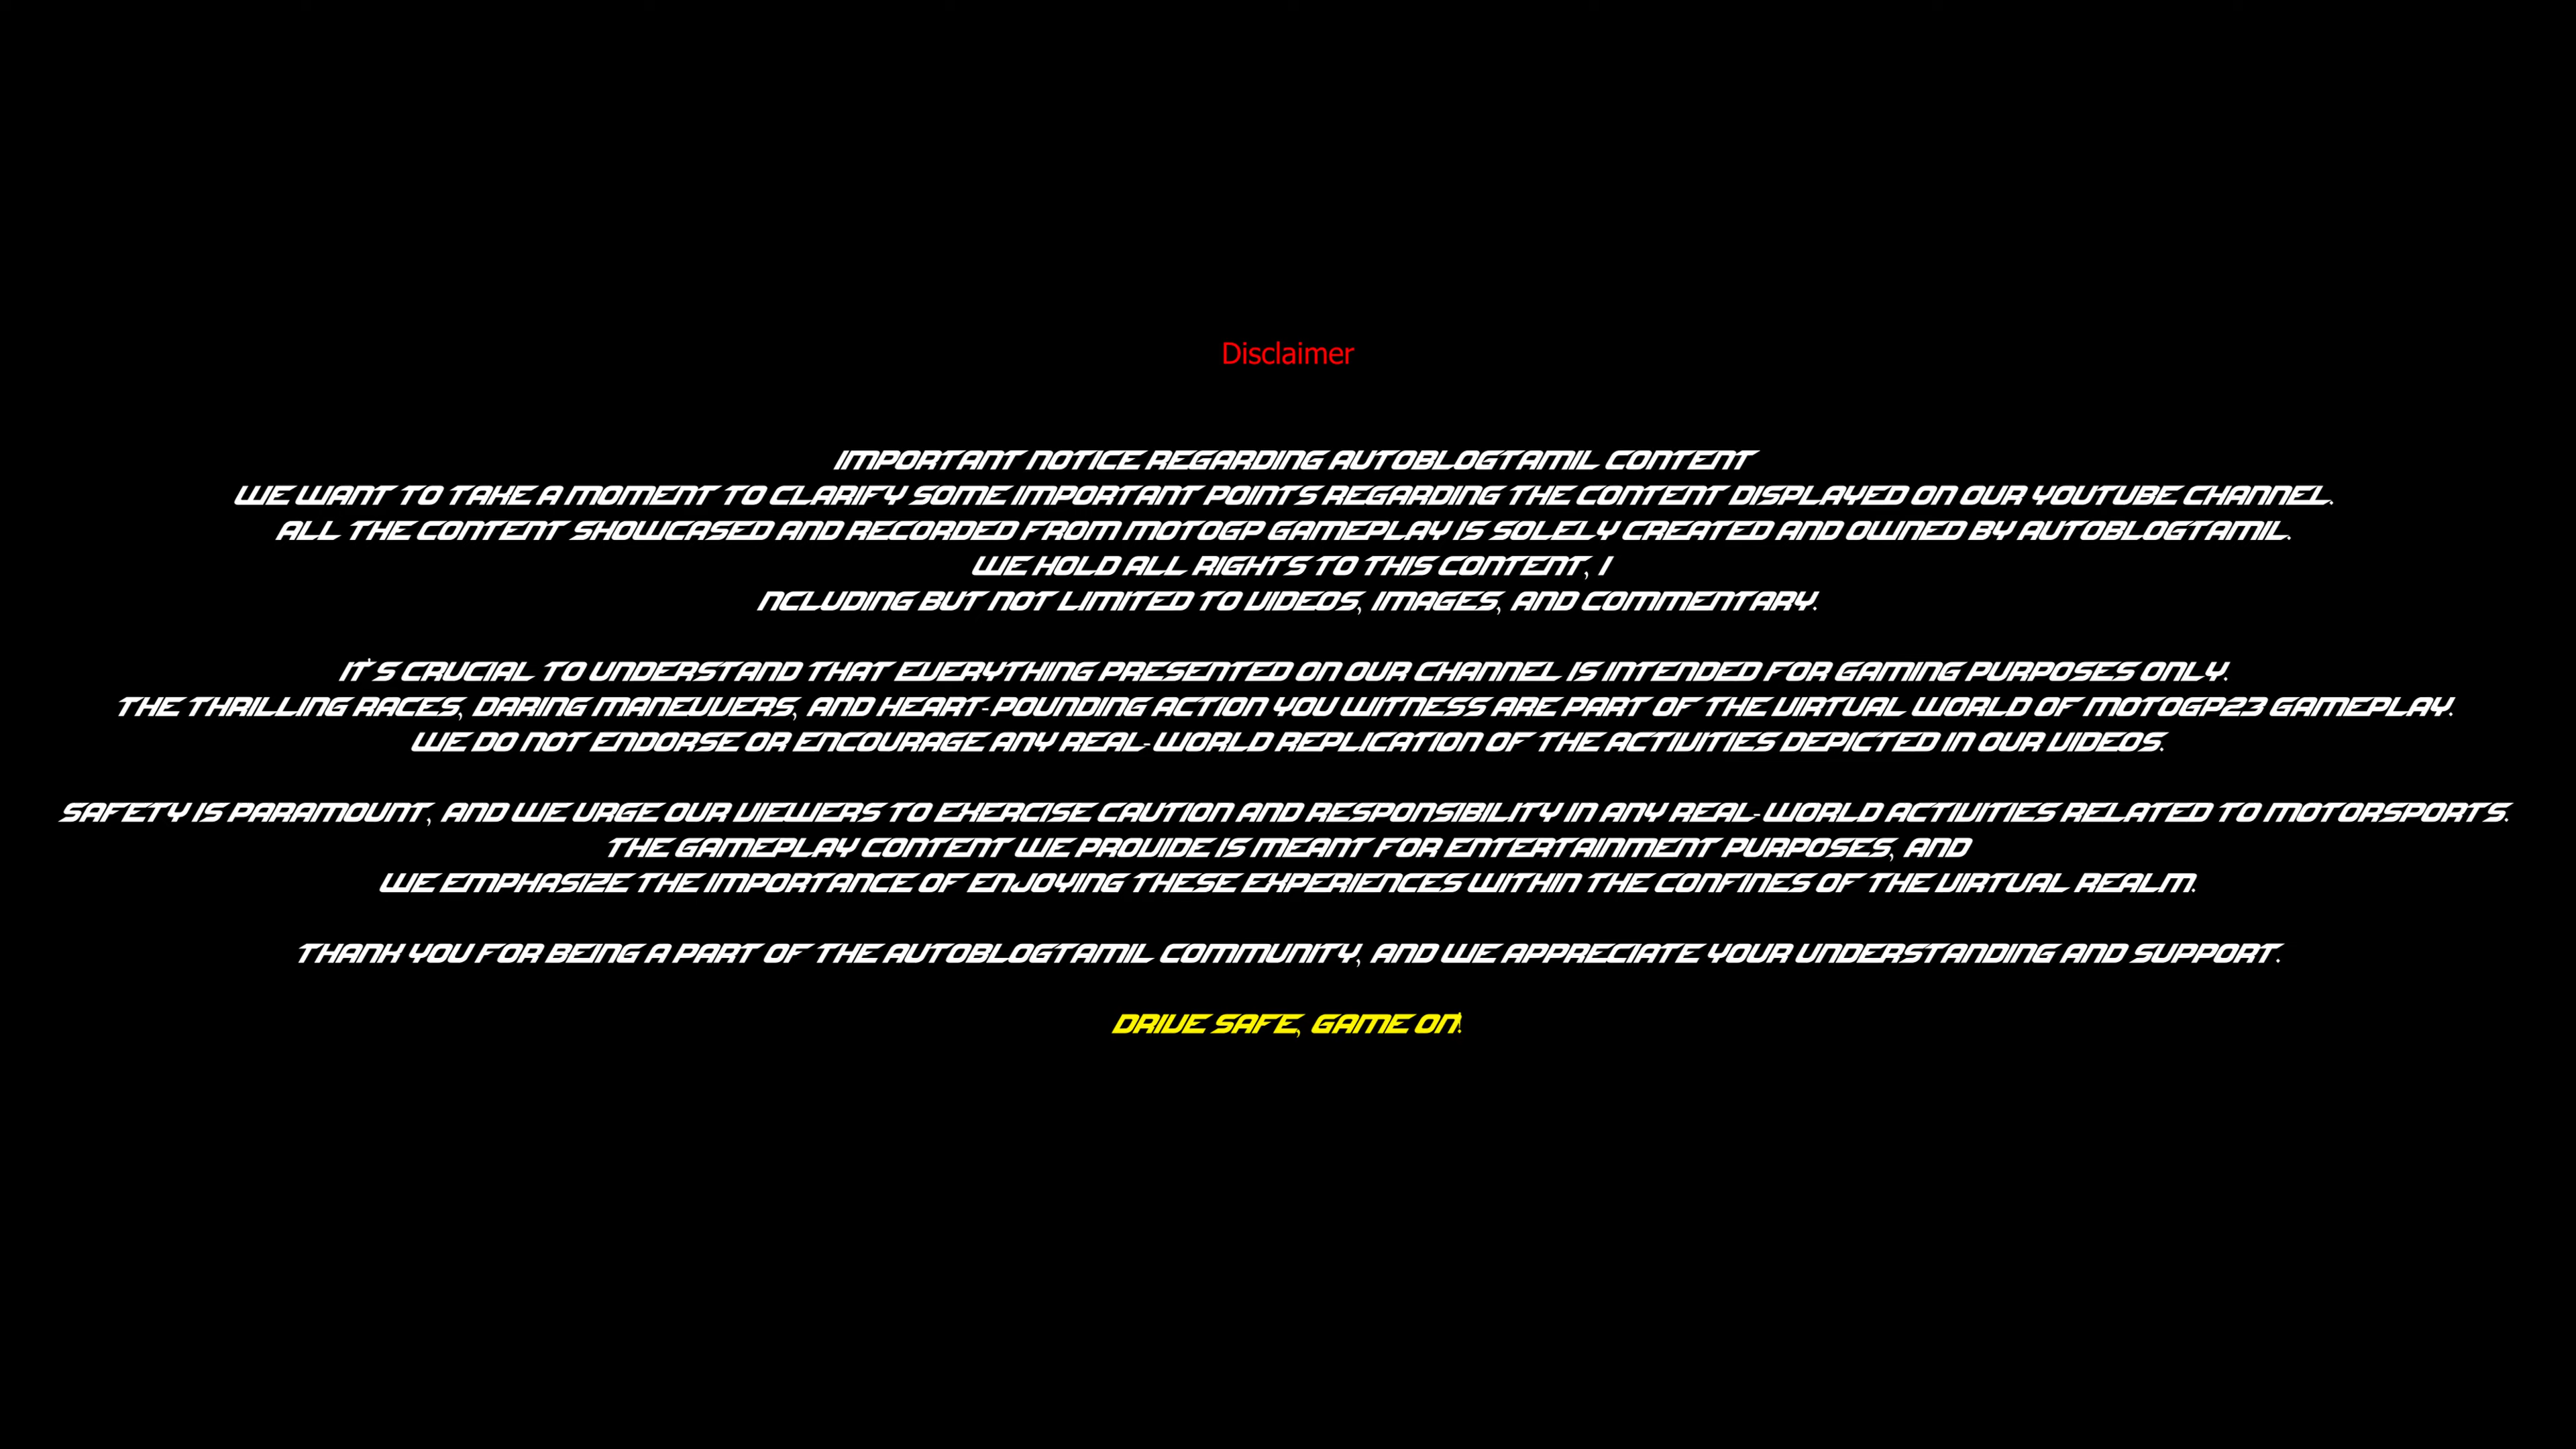 Disclaimer
IMPORTANT NOTICE REGARDING AUTOBLOGTAMIL CONTENT
WE WANT TO TAKE A MOMENT TO CLARIFY SOME IMPORTANT POINTS REGARDING THE CONTENT DISPLAYED ON OUR YOUTUBE CHANNEL.
ALL THE CONTENT SHOWCASED AND RECORDED FROM MOTOGP GAMEPLAY IS SOLELY CREATED AND OWNED BY AUTOBLOGTAMIL.
WE HOLD ALL RIGHTS TO THIS CONTENT, I
NCLUDING BUT NOT LIMITED TO VIDEOS, IMAGES, AND COMMENTARY.
IT'S CRUCIAL TO UNDERSTAND THAT EVERYTHING PRESENTED ON OUR CHANNEL IS INTENDED FOR GAMING PURPOSES ONLY.
THE THRILLING RACES, DARING MANEUVERS, AND HEART-POUNDING ACTION YOU WITNESS ARE PART OF THE VIRTUAL WORLD OF MOTOGP23 GAMEPLAY.
WE DO NOT ENDORSE OR ENCOURAGE ANY REAL-WORLD REPLICATION OF THE ACTIVITIES DEPICTED IN OUR VIDEOS.
SAFETY IS PARAMOUNT, AND WE URGE OUR VIEWERS TO EXERCISE CAUTION AND RESPONSIBILITY IN ANY REAL-WORLD ACTIVITIES RELATED TO MOTORSPORTS.
THE GAMEPLAY CONTENT WE PROVIDE IS MEANT FOR ENTERTAINMENT PURPOSES, AND
WE EMPHASIZE THE IMPORTANCE OF ENJOYING THESE EXPERIENCES WITHIN THE CONFINES OF THE VIRTUAL REALM.
THANK YOU FOR BEING A PART OF THE AUTOBLOGTAMIL COMMUNITY, AND WE APPRECIATE YOUR UNDERSTANDING AND SUPPORT.
DRIVE SAFE, GAME ON!